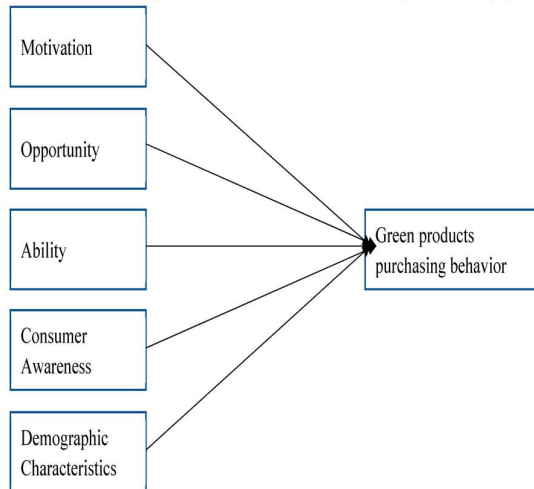 Motivation
Opportunity
Ability
Green products
purchasing behavior
Consumer
Awareness
Demographic
Characteristics